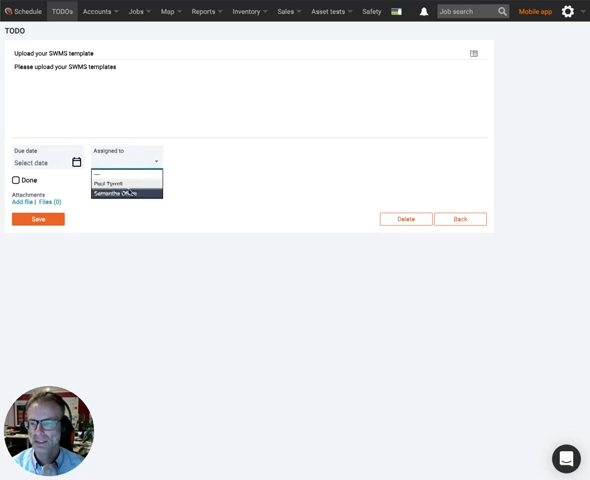 Schedule TODOs Accounts Jobs Map Reports Inventory Sales Asset tests Safety Job search Mobile app
TODO
Upload your SWMS template
Please upload your SWMS templates
Due date Assigned to
Select date
—
Paul Tyrrell
Samantha
Done
Attachments
Add file | Files (0)
Save Delete Back